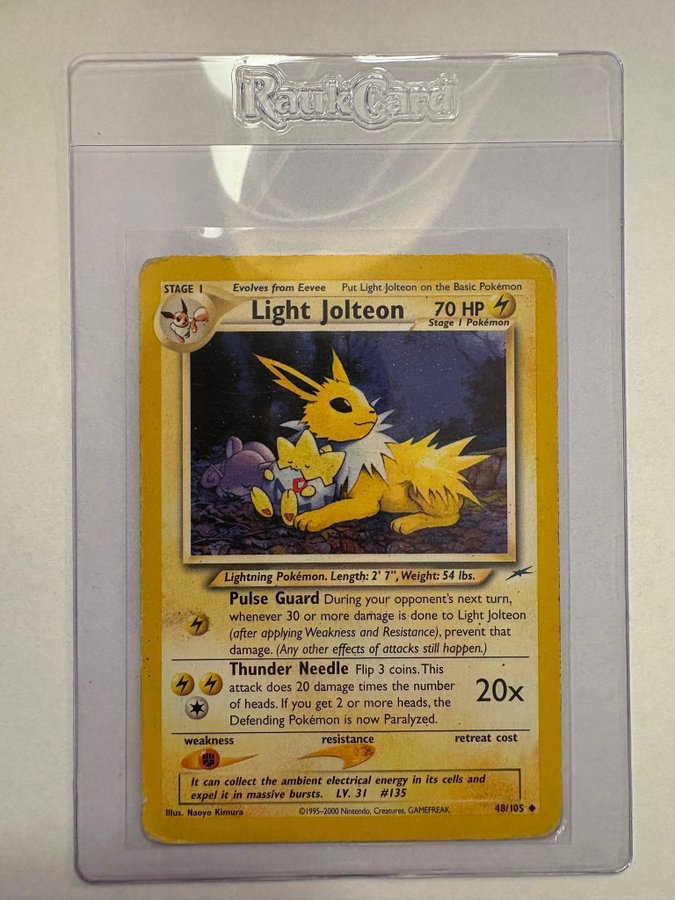 RaukCard
STAGE 1 Evolves from Eevee Put Light Jolteon on the Basic Pokémon
Light Jolteon 70 HP
Stage 1 Pokémon
Lightning Pokémon. Length: 2' 7", Weight: 54 lbs.
Pulse Guard During your opponent's next turn,
whenever 30 or more damage is done to Light Jolteon
(after applying Weakness and Resistance), prevent that
damage. (Any other effects of attacks still happen.)
Thunder Needle Flip 3 coins. This
attack does 20 damage times the number
of heads. If you get 2 or more heads, the
Defending Pokémon is now Paralyzed.
20x
weakness resistance retreat cost
It can collect the ambient electrical energy in its cells and
expel it in massive bursts. LV. 31 #135
Illus. Naoyo Kimura ©1995-2000 Nintendo, Creatures, GAMEFREAK. 48/105